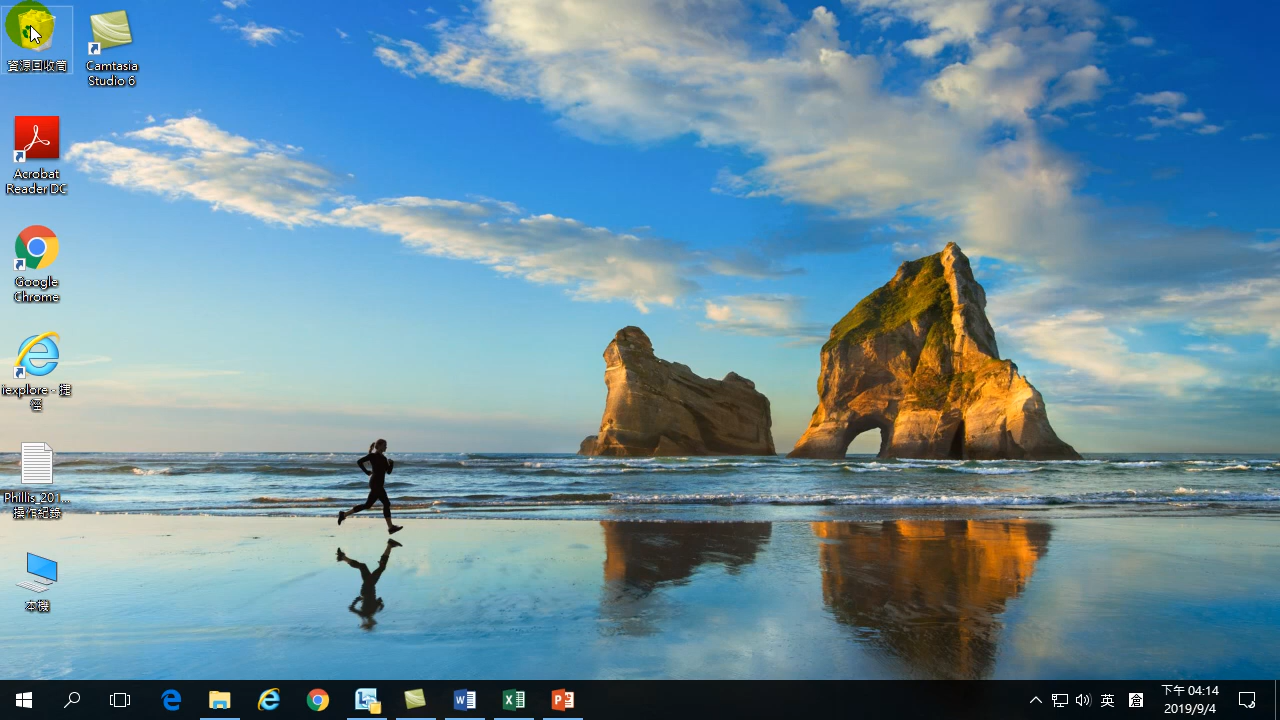 資源回收筒
Camtasia
Studio 6
Acrobat
Reader DC
Google
Chrome
iexplore - 捷
徑
Phillis_201...
操作紀錄
本機
英
下午 04:14
2019/9/4